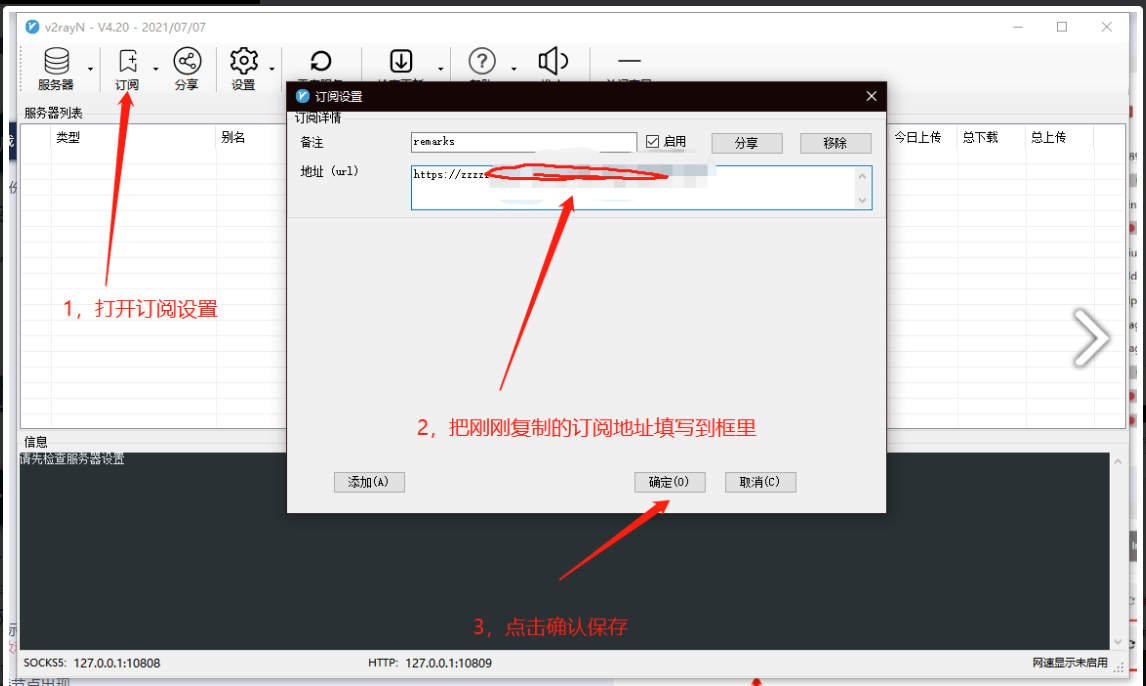 v2rayN - V4.20 - 2021/07/07
服务器
订阅
分享
设置
服务器列表
类型
别名
今日上传
总下载
总上传
订阅设置
订阅详情
备注
remarks
启用
分享
移除
地址 (url)
https://zzzz
1，打开订阅设置
2，把刚刚复制的订阅地址填写到框里
添加(A)
确定(O)
取消(C)
信息
请先检查服务器设置
3，点击确认保存
SOCKS5: 127.0.0.1:10808
HTTP: 127.0.0.1:10809
网速显示未启用